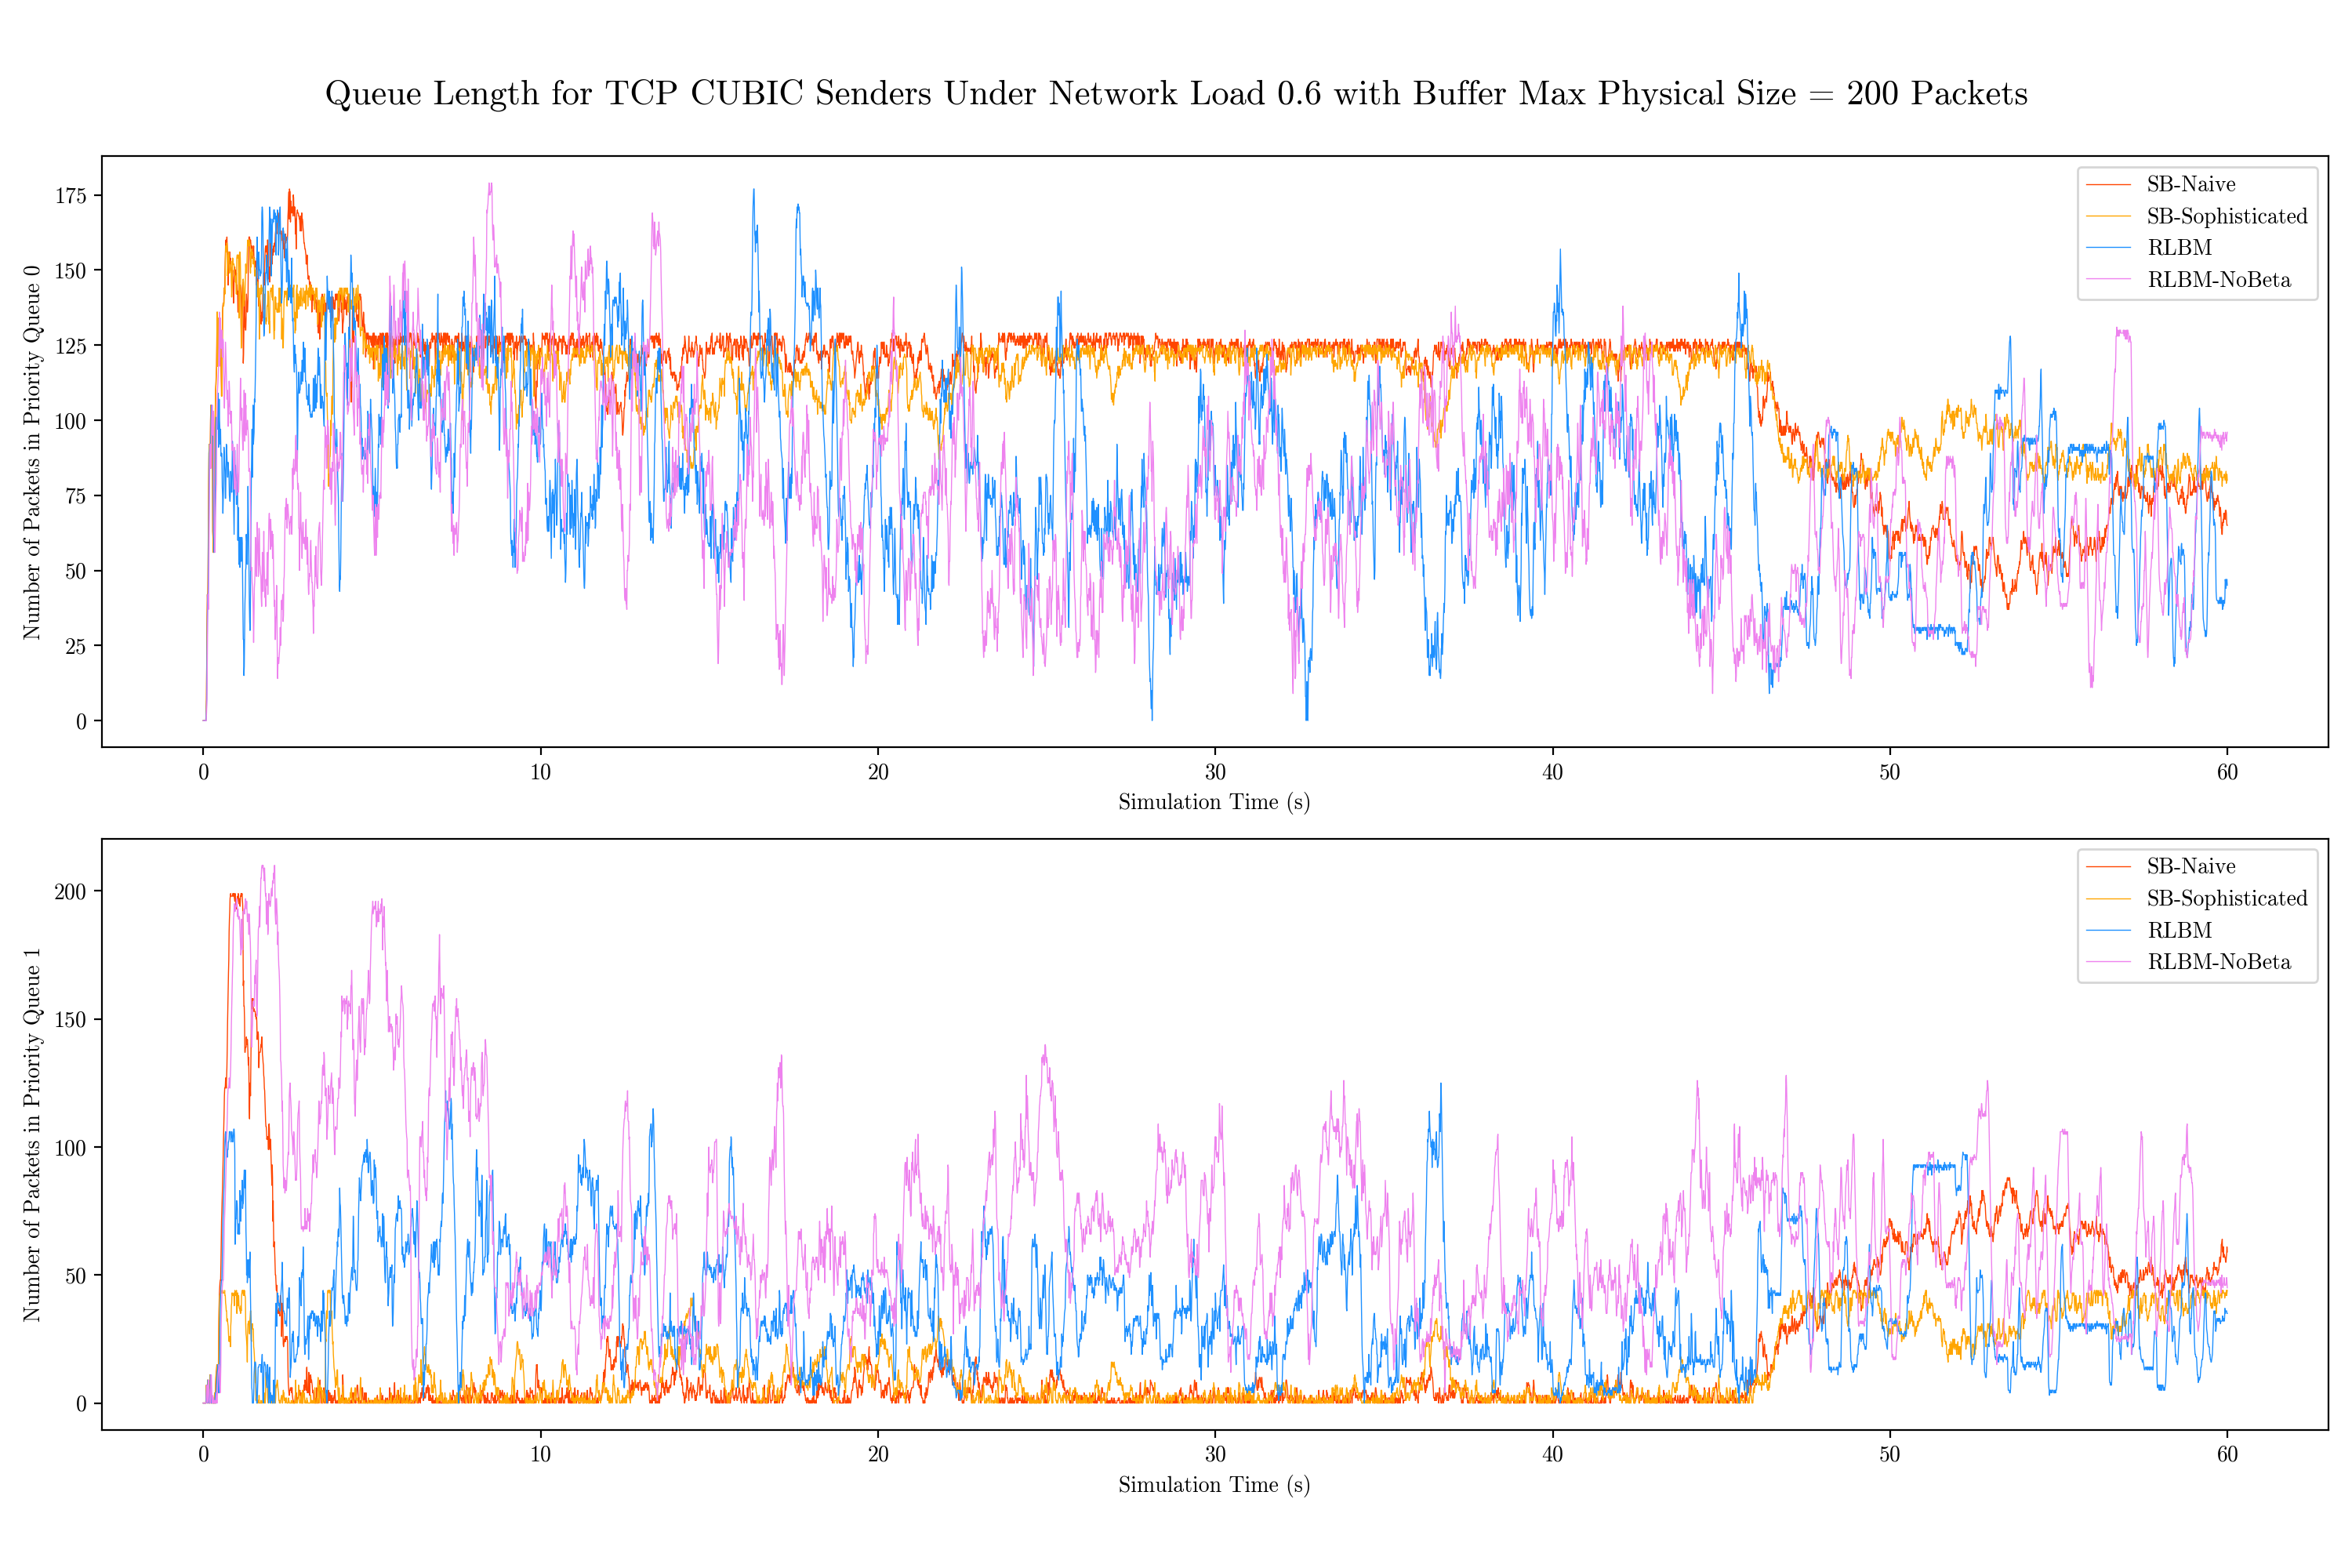 Queue Length for TCP CUBIC Senders Under Network Load 0.6 with Buffer Max Physical Size = 200 Packets
Number of Packets in Priority Queue 0
175
150
125
100
75
50
25
0
SB-Naive
SB-Sophisticated
RLBM
RLBM-NoBeta
0 10 20 30 40 50 60
Simulation Time (s)
Number of Packets in Priority Queue 1
200
150
100
50
0
SB-Naive
SB-Sophisticated
RLBM
RLBM-NoBeta
0 10 20 30 40 50 60
Simulation Time (s)